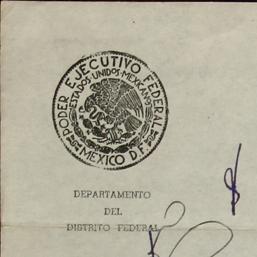 PODER EJECUTIVO FEDERAL
ESTADOS UNIDOS MEXICANOS
MEXICO D.F.
DEPARTAMENTO
DEL
DISTRITO FEDERAL